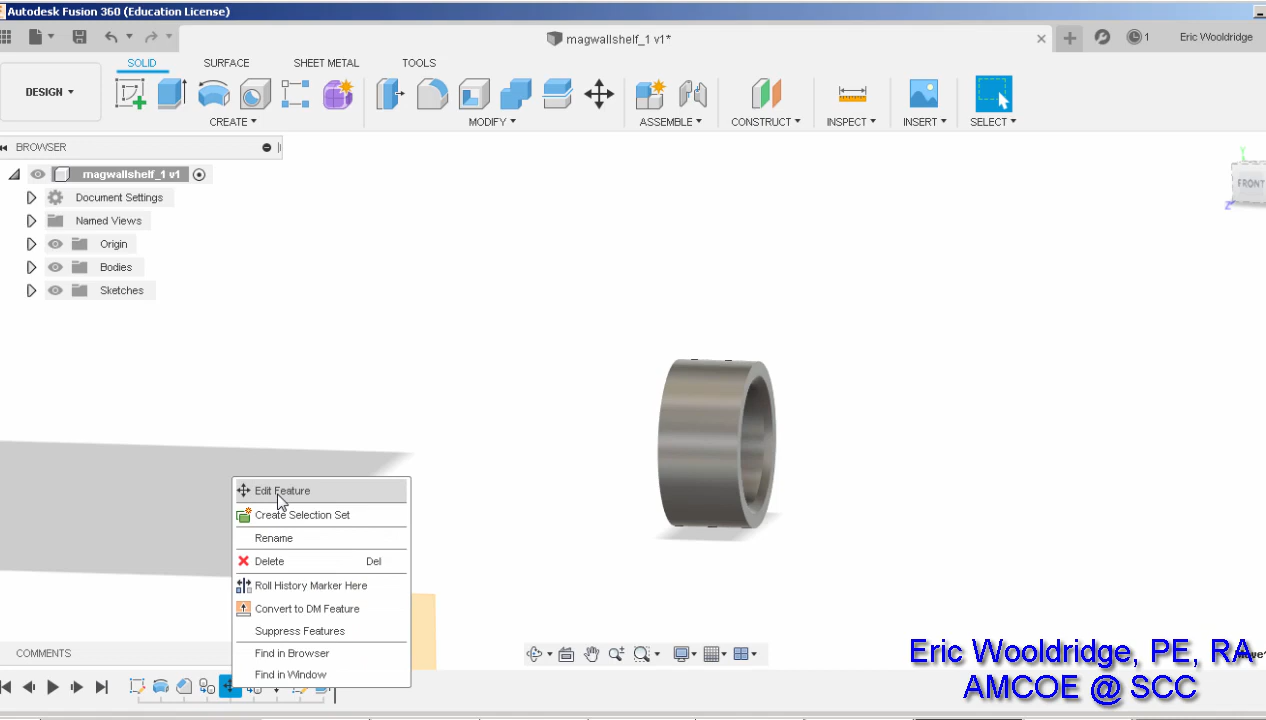 Autodesk Fusion 360 (Education License)
magwallshelf_1 v1*
1
Eric Wooldridge
DESIGN
SOLID
SURFACE
SHEET METAL
TOOLS
CREATE
MODIFY
ASSEMBLE
CONSTRUCT
INSPECT
INSERT
SELECT
BROWSER
magwallshelf_1 v1
Document Settings
Named Views
Origin
Bodies
Sketches
Y
FRONT
Z
Edit Feature
Create Selection Set
Rename
Delete Del
Roll History Marker Here
Convert to DM Feature
Suppress Features
Find in Browser
Find in Window
COMMENTS
Eric Wooldridge, PE, RA
AMCOE @ SCC